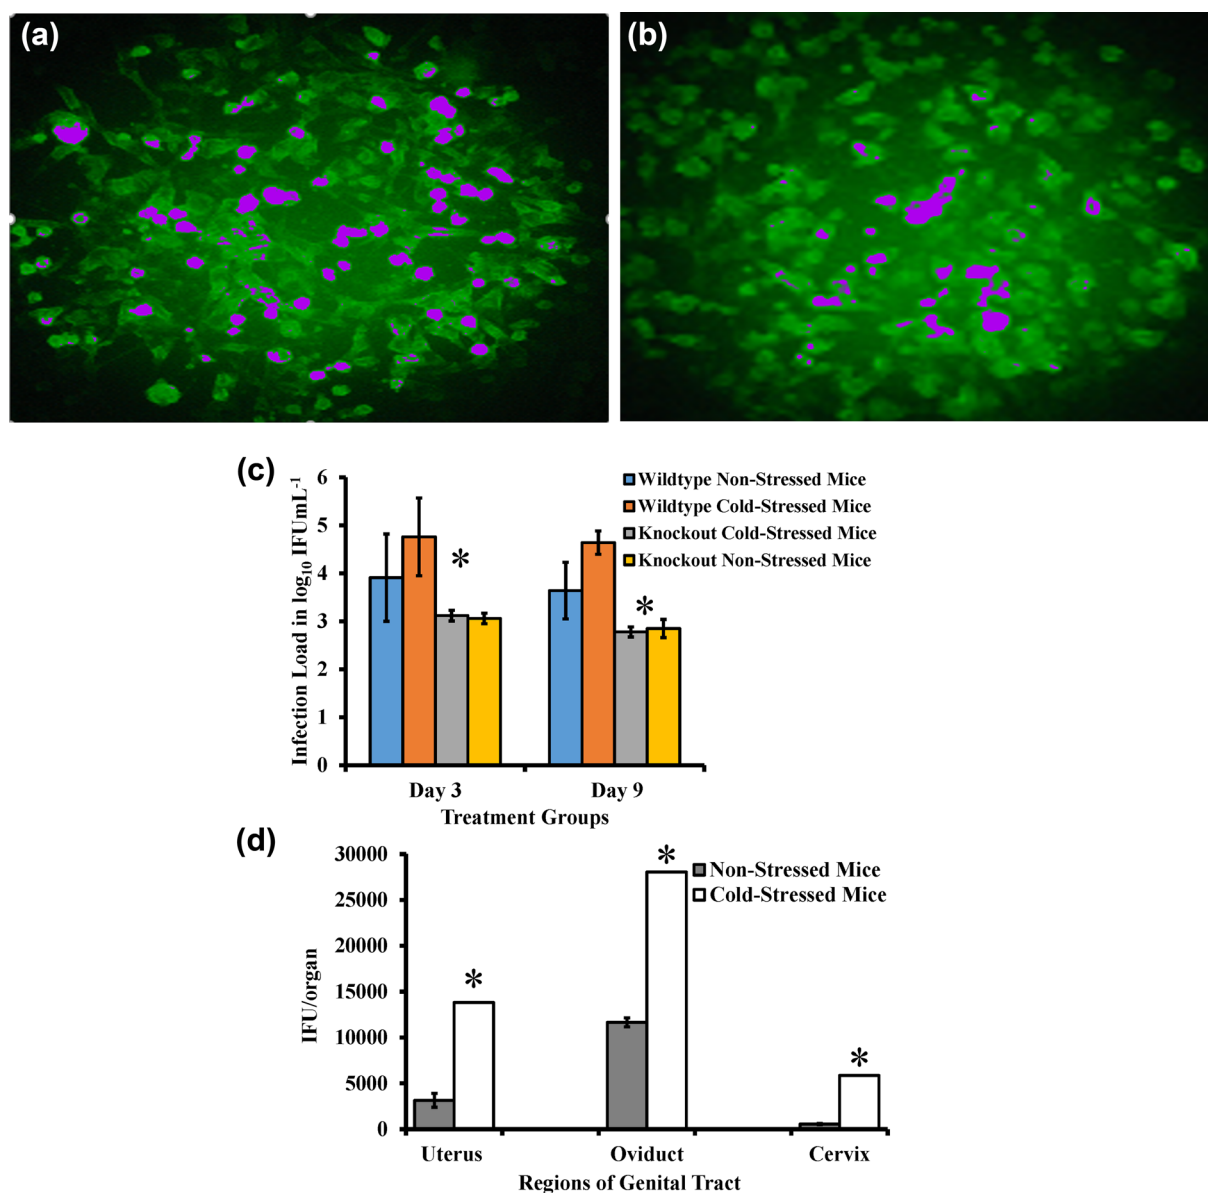 (a)
(b)
(c)
Infection Load in log10 IFUmL-1
6
5
4
3
2
1
0
Wildtype Non-Stressed Mice
Wildtype Cold-Stressed Mice
Knockout Cold-Stressed Mice
Knockout Non-Stressed Mice
*
*
Day 3
Day 9
Treatment Groups
(d)
IFU/organ
30000
25000
20000
15000
10000
5000
0
Non-Stressed Mice
Cold-Stressed Mice
*
*
*
Uterus
Oviduct
Cervix
Regions of Genital Tract